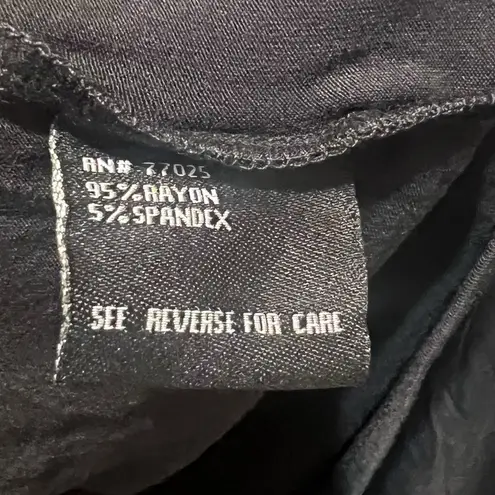 RN# 77025
95%RAYON
5%SPANDEX
SEE REVERSE FOR CARE